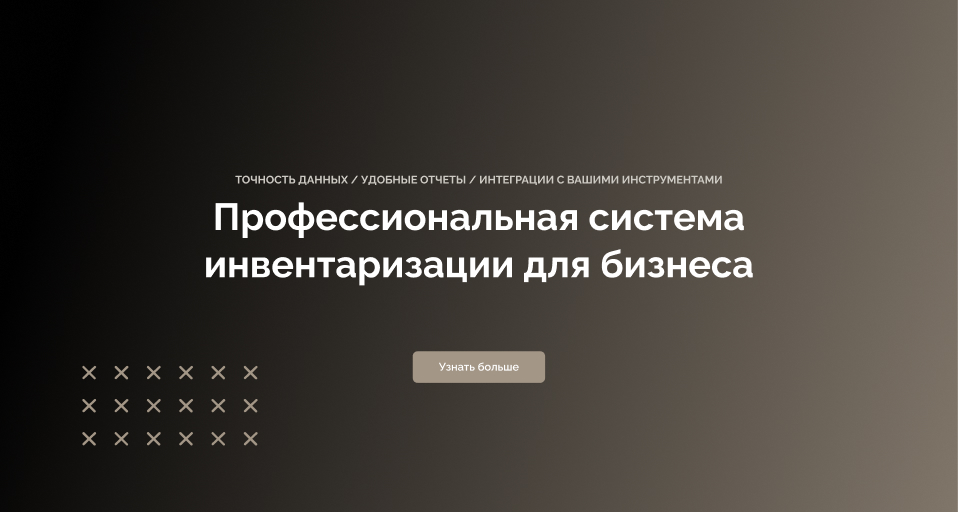 ТОЧНОСТЬ ДАННЫХ / УДОБНЫЕ ОТЧЕТЫ / ИНТЕГРАЦИИ С ВАШИМИ ИНСТРУМЕНТАМИ
Профессиональная система
инвентаризации для бизнеса
Узнать больше